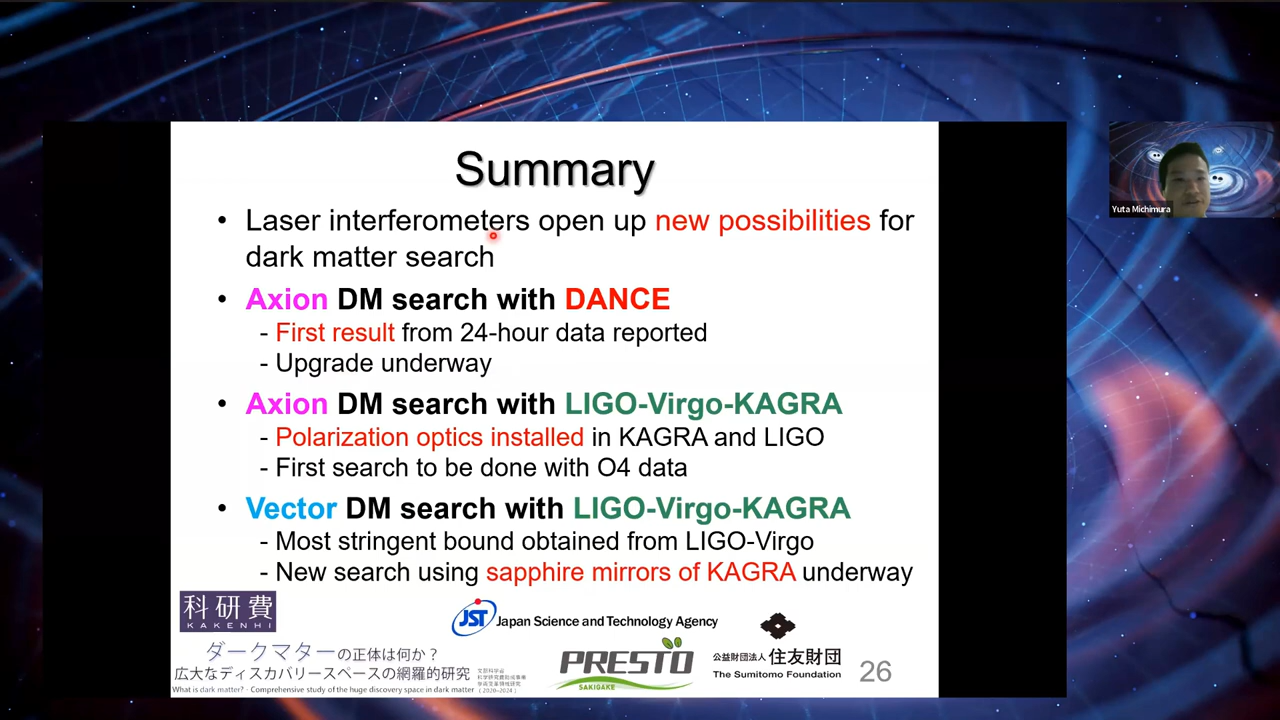 Summary
• Laser interferometers open up new possibilities for
dark matter search
• Axion DM search with DANCE
- First result from 24-hour data reported
- Upgrade underway
• Axion DM search with LIGO-Virgo-KAGRA
- Polarization optics installed in KAGRA and LIGO
- First search to be done with O4 data
• Vector DM search with LIGO-Virgo-KAGRA
- Most stringent bound obtained from LIGO-Virgo
- New search using sapphire mirrors of KAGRA underway
科研費
KAKENHI
ダークマターの正体は何か?
広大なディスカバリースペースの網羅的研究
What is dark matter? - Comprehensive study of the huge discovery space in dark matter
(2020-2024)
JST Japan Science and Technology Agency
PRESTO
SAKIGAKE
公益財団法人 住友財団
The Sumitomo Foundation
26
Yuta Michimura